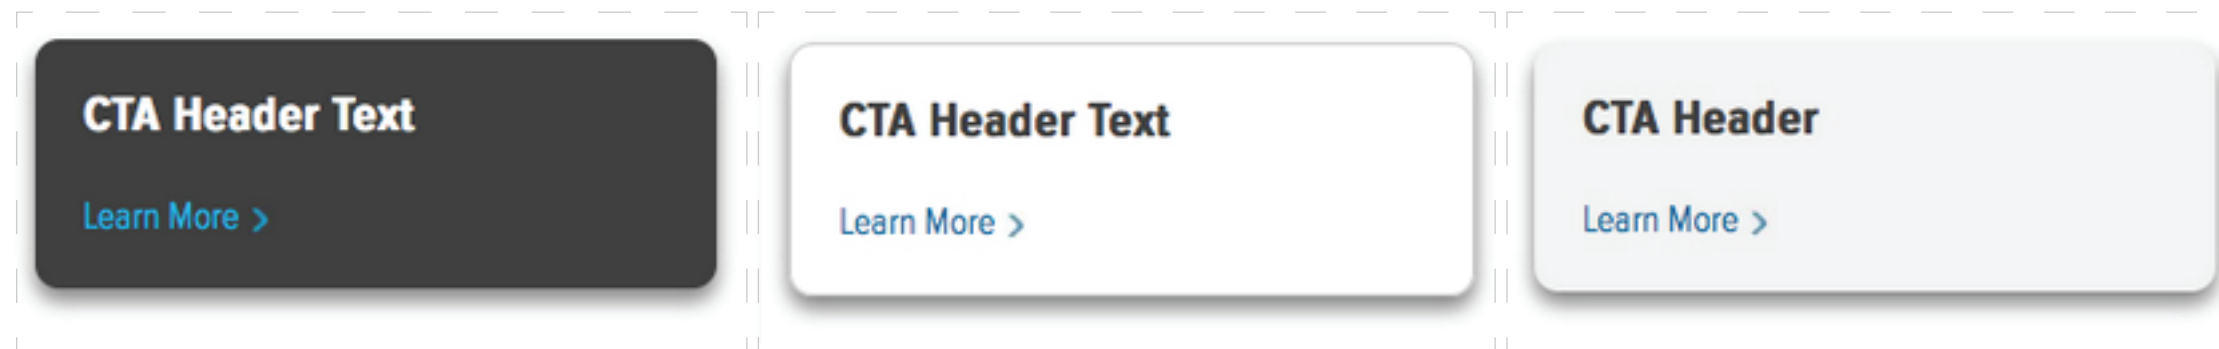 CTA Header Text
Learn More >
CTA Header Text
Learn More >
CTA Header
Learn More >